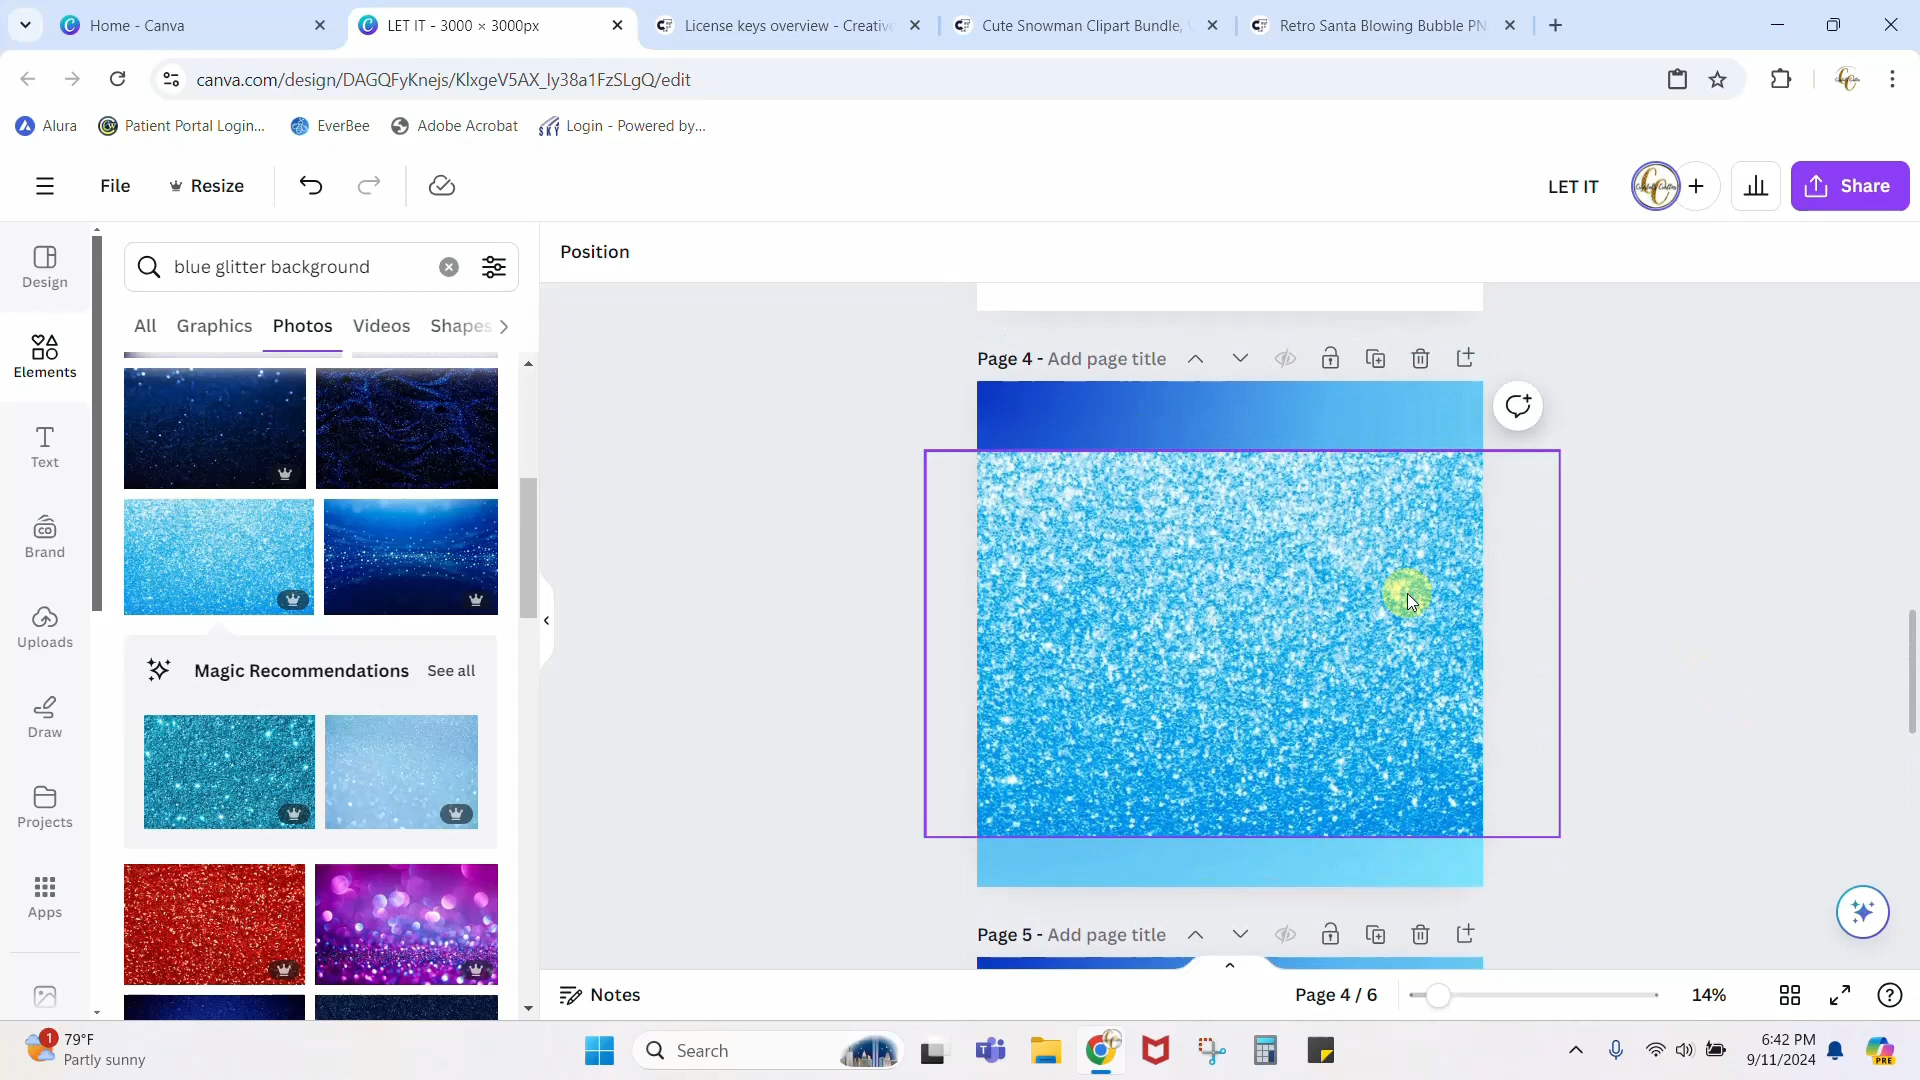 Home - Canva
LET IT - 3000 × 3000px
License keys overview - Creative
Cute Snowman Clipart Bundle,
Retro Santa Blowing Bubble PN
canva.com/design/DAGQFyKnejs/KlxgeV5AX_Iy38a1FzSLgQ/edit
Alura
Patient Portal Login...
EverBee
Adobe Acrobat
Login - Powered by...
File
Resize
LET IT
Share
Design
Elements
Text
Brand
Uploads
Draw
Projects
Apps
blue glitter background
All
Graphics
Photos
Videos
Shapes
Magic Recommendations
See all
Position
Page 4 - Add page title
Page 5 - Add page title
Notes
Page 4 / 6
14%
1
79°F
Partly sunny
Search
6:42 PM
9/11/2024
PRE